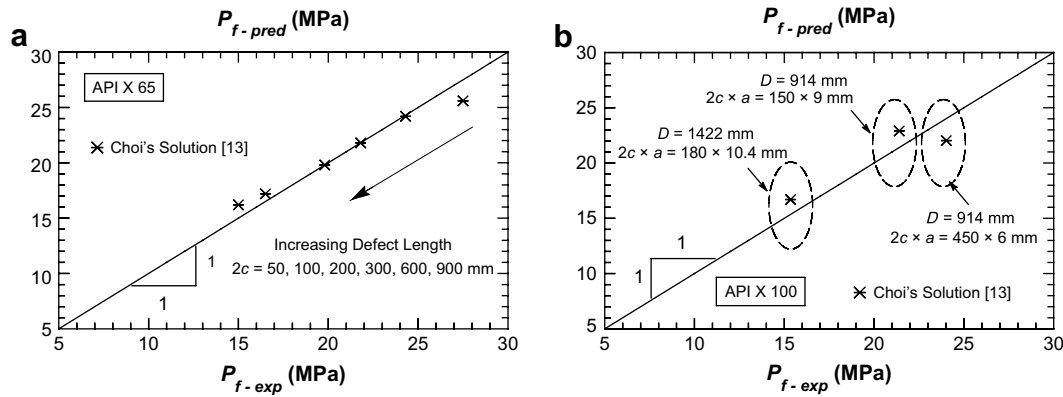 P f - pred (MPa)
a
30
25
20
15
10
5
API X 65
Choi's Solution [13]
Increasing Defect Length
2c = 50, 100, 200, 300, 600, 900 mm
1
1
5 10 15 20 25 30
P f - exp (MPa)
P f - pred (MPa)
b
30
25
20
15
10
5
D = 914 mm
2c × a = 150 × 9 mm
D = 1422 mm
2c × a = 180 × 10.4 mm
D = 914 mm
2c × a = 450 × 6 mm
1
1
API X 100
Choi's Solution [13]
5 10 15 20 25 30
P f - exp (MPa)